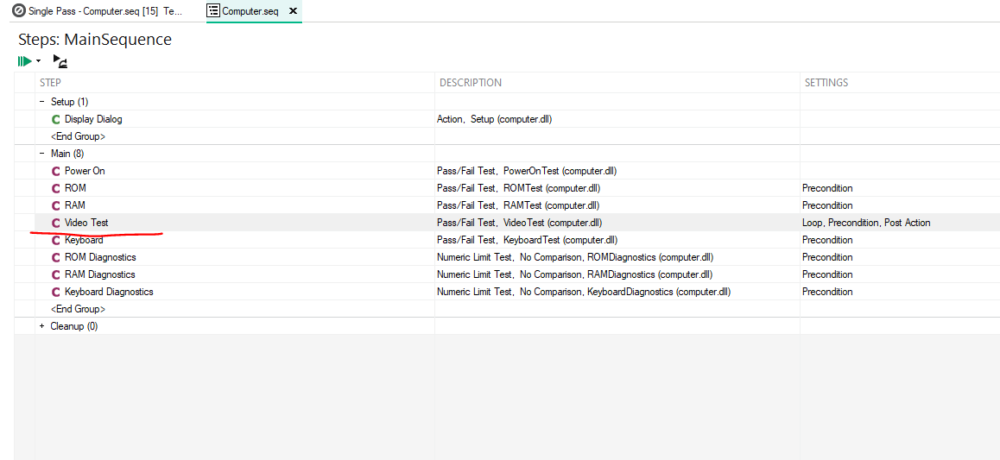 Single Pass - Computer.seq [15] Te... Computer.seq
Steps: MainSequence
STEP DESCRIPTION SETTINGS
Setup (1)
Display Dialog Action, Setup (computer.dll)
<End Group>
Main (8)
Power On Pass/Fail Test, PowerOnTest (computer.dll)
ROM Pass/Fail Test, ROMTest (computer.dll) Precondition
RAM Pass/Fail Test, RAMTest (computer.dll) Precondition
Video Test Pass/Fail Test, VideoTest (computer.dll) Loop, Precondition, Post Action
Keyboard Pass/Fail Test, KeyboardTest (computer.dll) Precondition
ROM Diagnostics Numeric Limit Test, No Comparison, ROMDiagnostics (computer.dll) Precondition
RAM Diagnostics Numeric Limit Test, No Comparison, RAMDiagnostics (computer.dll) Precondition
Keyboard Diagnostics Numeric Limit Test, No Comparison, KeyboardDiagnostics (computer.dll) Precondition
<End Group>
Cleanup (0)